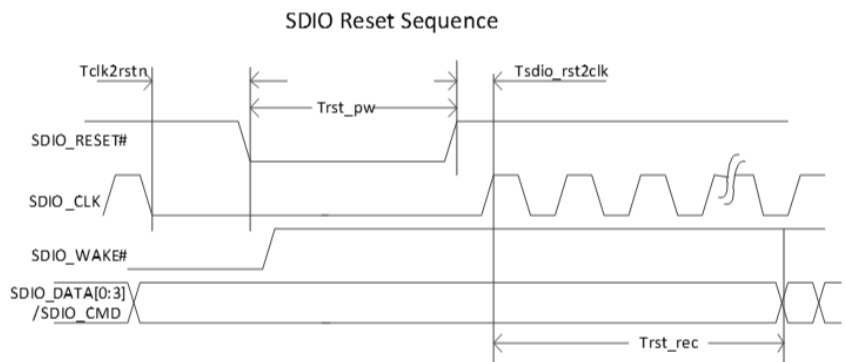 SDIO Reset Sequence
Tclk2rstn
Tsdio_rst2clk
Trst_pw
SDIO_RESET#
SDIO_CLK
SDIO_WAKE#
SDIO_DATA[0:3]
/SDIO_CMD
Trst_rec